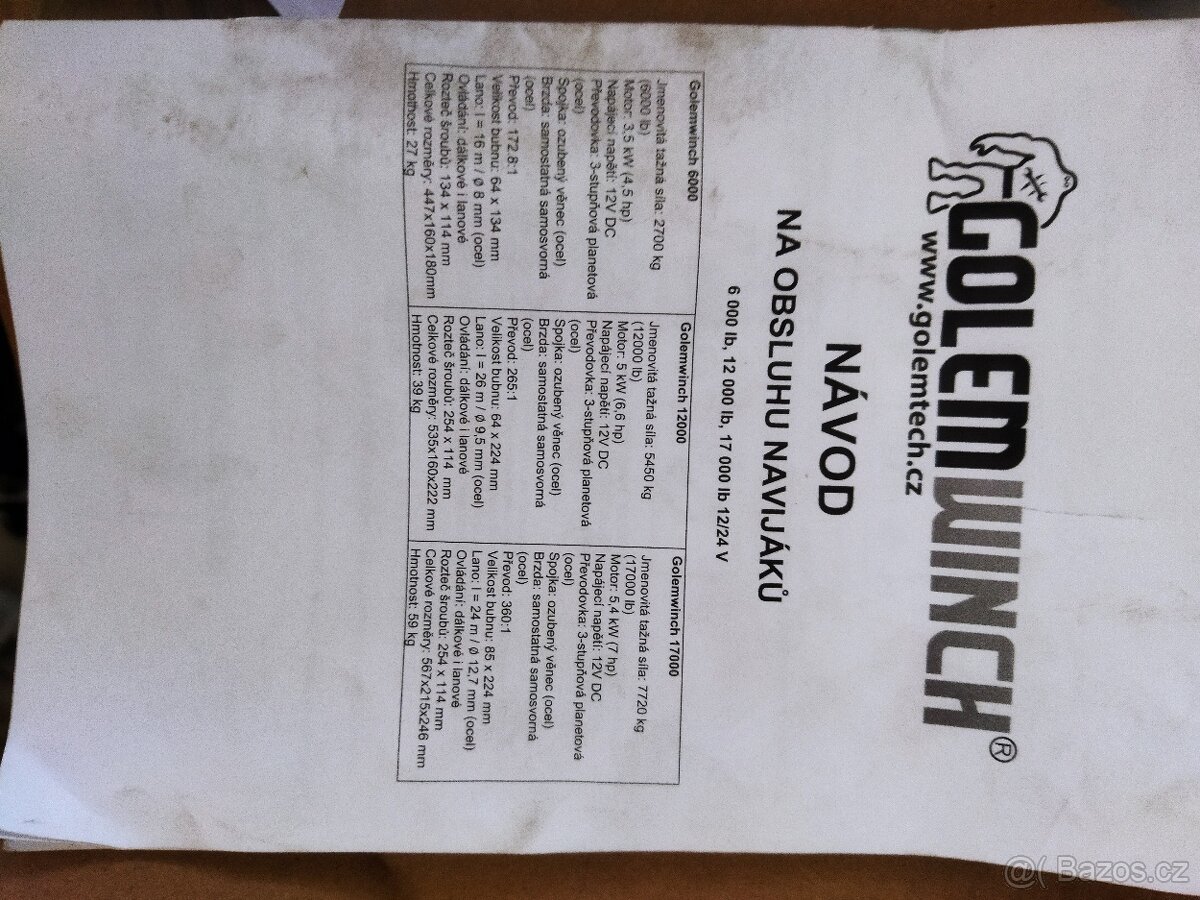 GOLEMWINCH®
www.golemtech.cz
NÁVOD
NA OBSLUHU NAVIJÁKŮ
6 000 lb, 12 000 lb, 17 000 lb 12/24 V
Golemwinch 6000
Jmenovitá tažná síla: 2700 kg
(6000 lb)
Motor: 3,5 kW (4,5 hp)
Napájecí napětí: 12V DC
Převodovka: 3-stupňová planetová
(ocel)
Spojka: ozubený věnec (ocel)
Brzda: samostatná samosvorná
(ocel)
Převod: 172,8:1
Velikost bubnu: 64 x 134 mm
Lano: l = 16 m / Ø 8 mm (ocel)
Ovládání: dálkové i lanové
Rozteč šroubů: 134 x 114 mm
Celkové rozměry: 447x160x180mm
Hmotnost: 27 kg
Golemwinch 12000
Jmenovitá tažná síla: 5450 kg
(12000 lb)
Motor: 5 kW (6,6 hp)
Napájecí napětí: 12V DC
Převodovka: 3-stupňová planetová
(ocel)
Spojka: ozubený věnec (ocel)
Brzda: samostatná samosvorná
(ocel)
Převod: 265:1
Velikost bubnu: 64 x 224 mm
Lano: l = 26 m / Ø 9,5 mm (ocel)
Ovládání: dálkové i lanové
Rozteč šroubů: 254 x 114 mm
Celkové rozměry: 535x160x222 mm
Hmotnost: 39 kg
Golemwinch 17000
Jmenovitá tažná síla: 7720 kg
(17000 lb)
Motor: 5,4 kW (7 hp)
Napájecí napětí: 12V DC
Převodovka: 3-stupňová planetová
(ocel)
Spojka: ozubený věnec (ocel)
Brzda: samostatná samosvorná
(ocel)
Převod: 360:1
Velikost bubnu: 85 x 224 mm
Lano: l = 24 m / Ø 12,7 mm (ocel)
Ovládání: dálkové i lanové
Rozteč šroubů: 254 x 114 mm
Celkové rozměry: 567x215x246 mm
Hmotnost: 59 kg
@( Bazos.cz